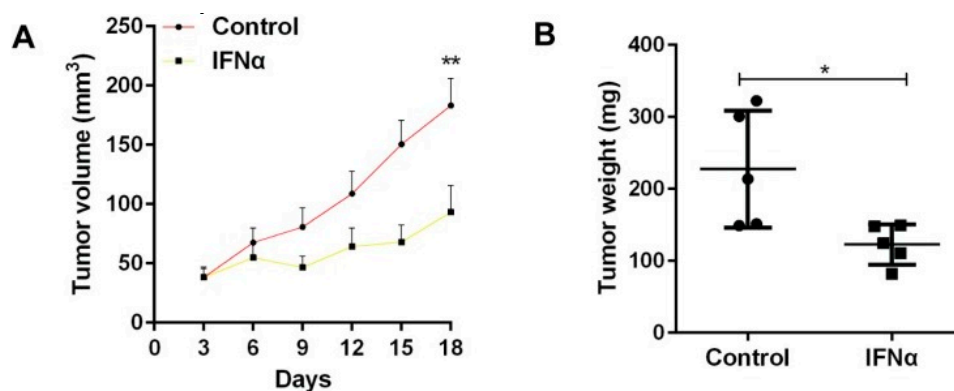 A
Tumor volume (mm³)
250
200
150
100
50
0
Control
IFNα
**
0 3 6 9 12 15 18
Days
B
Tumor weight (mg)
400
300
200
100
0
*
Control IFNα